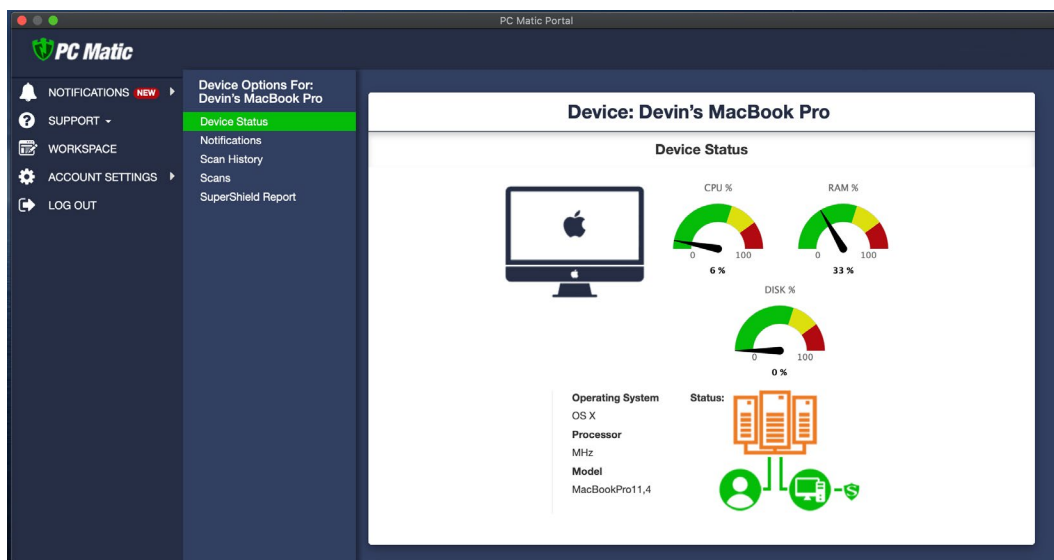 PC Matic Portal
PC Matic
NOTIFICATIONS NEW
SUPPORT
WORKSPACE
ACCOUNT SETTINGS
LOG OUT
Device Options For:
Devin's MacBook Pro
Device Status
Notifications
Scan History
Scans
SuperShield Report
Device: Devin's MacBook Pro
Device Status
CPU %
0 100
6 %
RAM %
0 100
33 %
DISK %
0 100
0 %
Operating System
OS X
Processor
MHz
Model
MacBookPro11,4
Status:
S